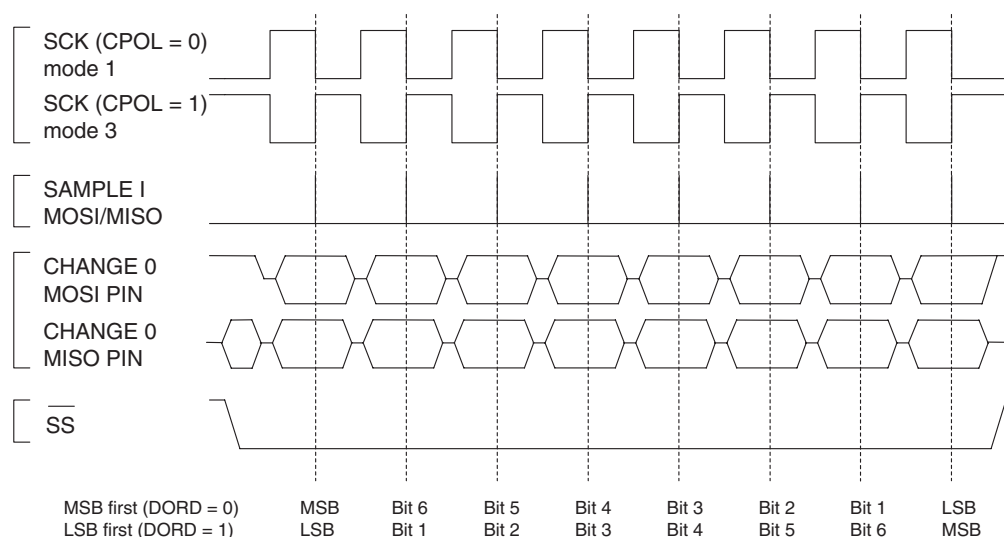 SCK (CPOL = 0)
mode 1
SCK (CPOL = 1)
mode 3
SAMPLE I
MOSI/MISO
CHANGE 0
MOSI PIN
CHANGE 0
MISO PIN
SS
MSB first (DORD = 0) MSB Bit 6 Bit 5 Bit 4 Bit 3 Bit 2 Bit 1 LSB
LSB first (DORD = 1) LSB Bit 1 Bit 2 Bit 3 Bit 4 Bit 5 Bit 6 MSB